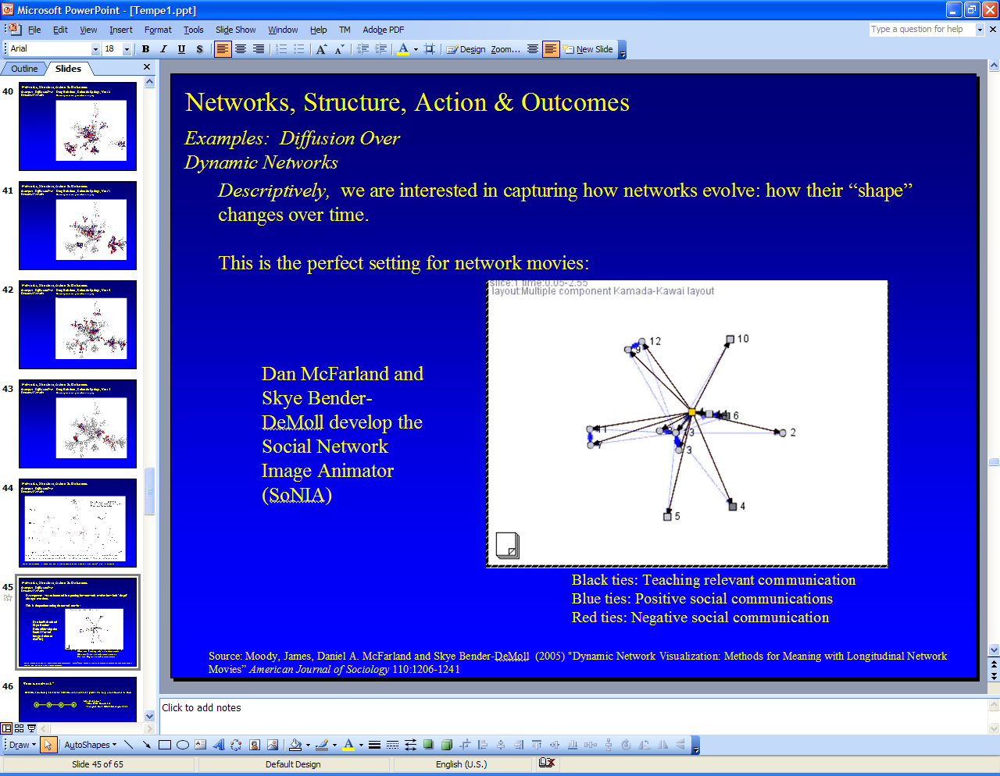 Microsoft PowerPoint - [Tempe1.ppt]
File Edit View Insert Format Tools Slide Show Window Help TM Adobe PDF
Type a question for help
Arial 18 B I U S A A A Design Zoom... New Slide
Outline Slides
40
41
42
43
44
45
46
Networks, Structure, Action & Outcomes
Examples: Diffusion Over
Dynamic Networks
Descriptively, we are interested in capturing how networks evolve: how their “shape”
changes over time.
This is the perfect setting for network movies:
slice:1 time:0.05-2.55
layout:Multiple component Kamada-Kawai layout
12
9
10
6
2
3
4
5
Dan McFarland and
Skye Bender-
DeMoll develop the
Social Network
Image Animator
(SoNIA)
Black ties: Teaching relevant communication
Blue ties: Positive social communications
Red ties: Negative social communication
Source: Moody, James, Daniel A. McFarland and Skye Bender-DeMoll (2005) "Dynamic Network Visualization: Methods for Meaning with Longitudinal Network
Movies” American Journal of Sociology 110:1206-1241
Click to add notes
Draw AutoShapes A
Slide 45 of 65 Default Design English (U.S.)